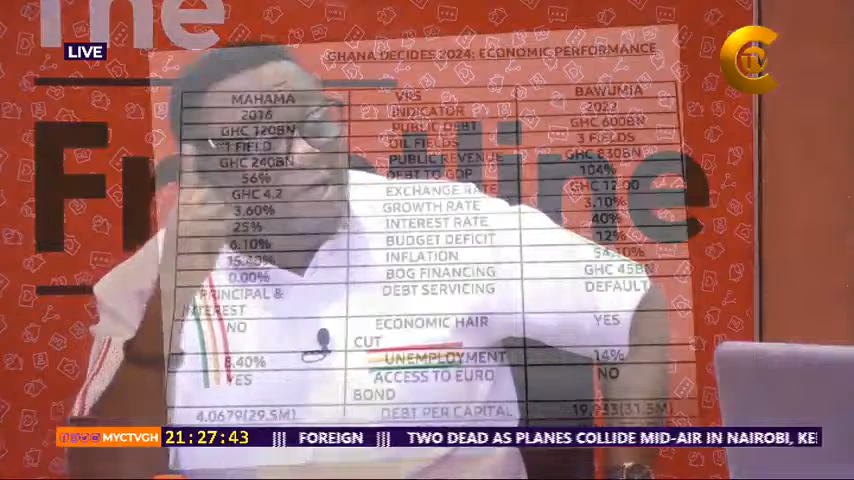 The
LIVE
C
TV
GHANA DECIDES 2024: ECONOMIC PERFORMANCE
MAHAMA VRS BAWUMIA
2016 INDICATOR 2022
GHC 120BN PUBLIC DEBT GHC 600BN
1 FIELD OIL FIELDS 3 FIELDS
GHC 240BN PUBLIC REVENUE GHC 830BN
56% DEBT TO GDP 104%
GHC 4.2 EXCHANGE RATE GHC 12.00
3.60% GROWTH RATE 3.10%
25% INTEREST RATE 40%
6.10% BUDGET DEFICIT 12%
15.40% INFLATION 54.10%
0.00% BOG FINANCING GHC 45BN
PRINCIPAL & INTEREST DEBT SERVICING DEFAULT
NO ECONOMIC HAIR CUT YES
8.40% UNEMPLOYMENT 14%
YES ACCESS TO EURO BOND NO
4.0679(29.5M) DEBT PER CAPITAL
MYCTVGH 21:27:43 FOREIGN TWO DEAD AS PLANES COLLIDE MID-AIR IN NAIROBI, KE